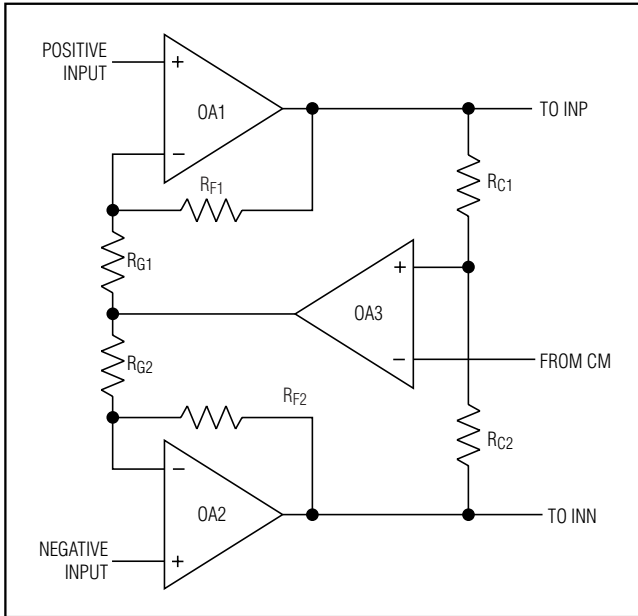 POSITIVE
INPUT
+
OA1
−
TO INP
RF1
RC1
RG1
+
OA3
−
FROM CM
RG2
RF2
RC2
−
OA2
+
TO INN
NEGATIVE
INPUT